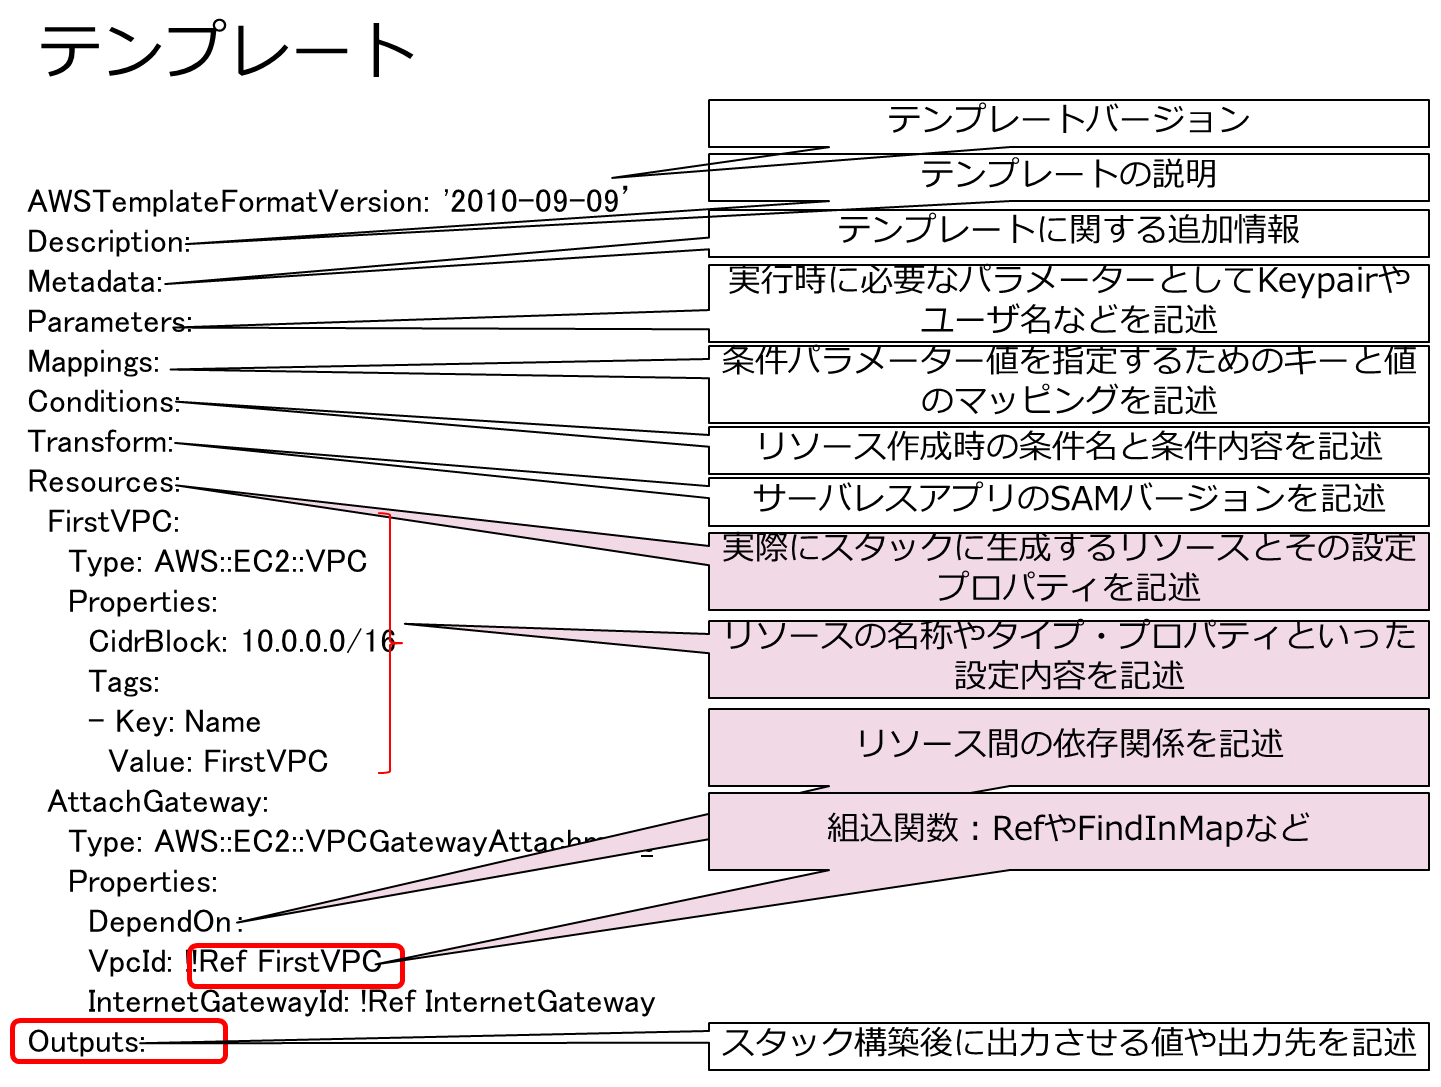 テンプレート
テンプレートバージョン
テンプレートの説明
テンプレートに関する追加情報
実行時に必要なパラメーターとしてKeypairや
ユーザ名などを記述
条件パラメーター値を指定するためのキーと値
のマッピングを記述
リソース作成時の条件名と条件内容を記述
サーバレスアプリのSAMバージョンを記述
実際にスタックに生成するリソースとその設定
プロパティを記述
リソースの名称やタイプ・プロパティといった
設定内容を記述
リソース間の依存関係を記述
組込関数：RefやFindInMapなど
スタック構築後に出力させる値や出力先を記述
AWSTemplateFormatVersion: '2010-09-09’
Description:
Metadata:
Parameters:
Mappings:
Conditions:
Transform:
Resources:
FirstVPC:
Type: AWS::EC2::VPC
Properties:
CidrBlock: 10.0.0.0/16
Tags:
- Key: Name
Value: FirstVPC
AttachGateway:
Type: AWS::EC2::
Properties:
DependOn:
VpcId: !Ref FirstVPC
InternetGatewayId: !Ref InternetGateway
Outputs: